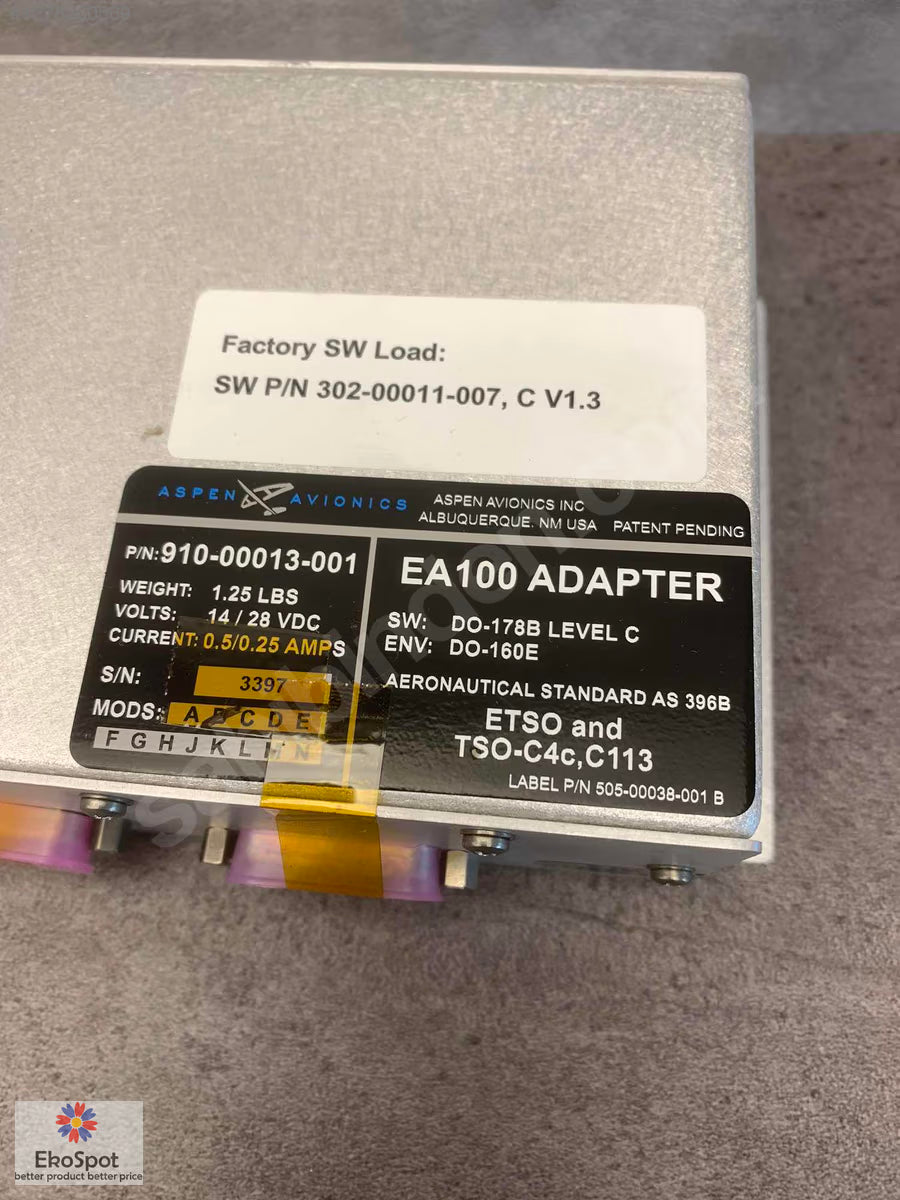 Factory SW Load:
SW P/N 302-00011-007, C V1.3
ASPEN AVIONICS
ASPEN AVIONICS INC
ALBUQUERQUE, NM USA PATENT PENDING
P/N: 910-00013-001
WEIGHT: 1.25 LBS
VOLTS: 14 / 28 VDC
CURRENT: 0.5/0.25 AMPS
S/N: 3397
MODS: A B C D E
F G H J K L M N
EA100 ADAPTER
SW: DO-178B LEVEL C
ENV: DO-160E
AERONAUTICAL STANDARD AS 396B
ETSO and
TSO-C4c,C113
LABEL P/N 505-00038-001 B
sahibinden.com
EkoSpot
better product better price